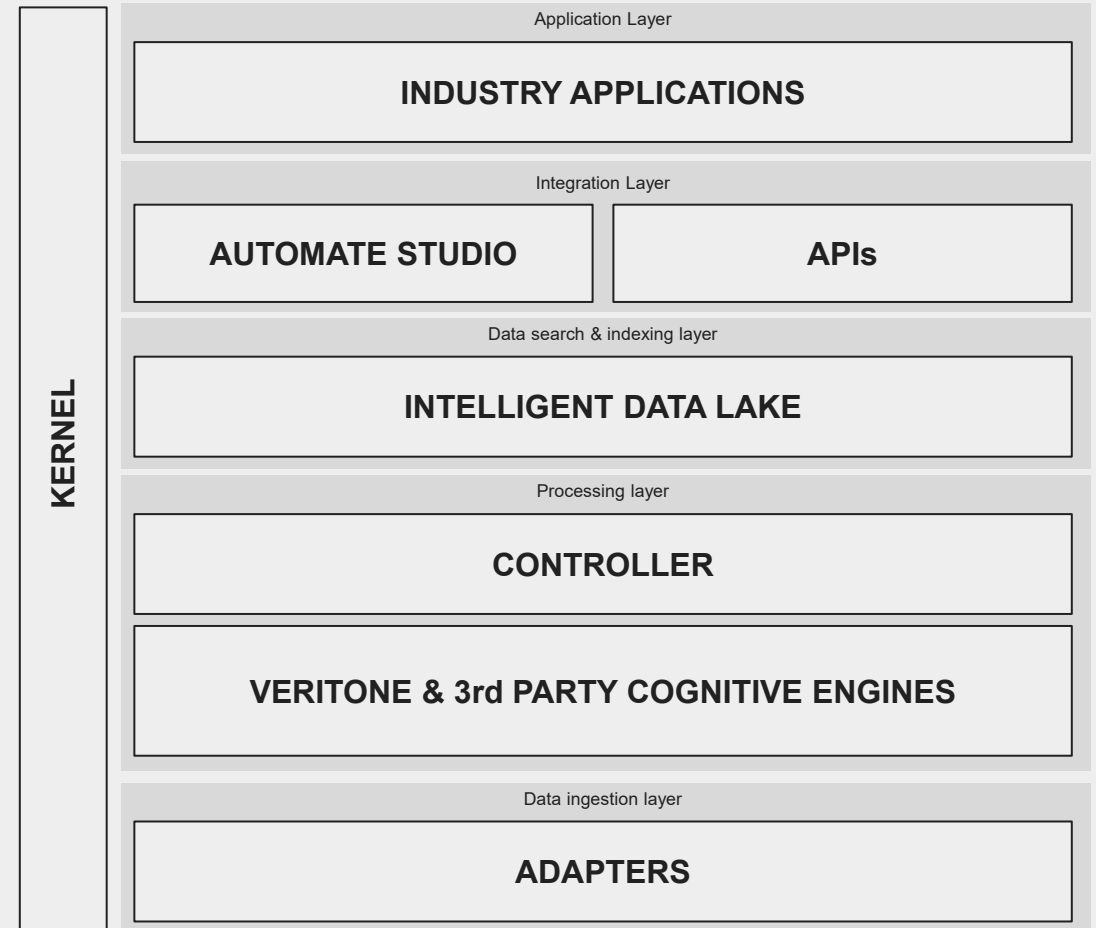 KERNEL
Application Layer
INDUSTRY APPLICATIONS
Integration Layer
AUTOMATE STUDIO
APIs
Data search & indexing layer
INTELLIGENT DATA LAKE
Processing layer
CONTROLLER
VERITONE & 3rd PARTY COGNITIVE ENGINES
Data ingestion layer
ADAPTERS